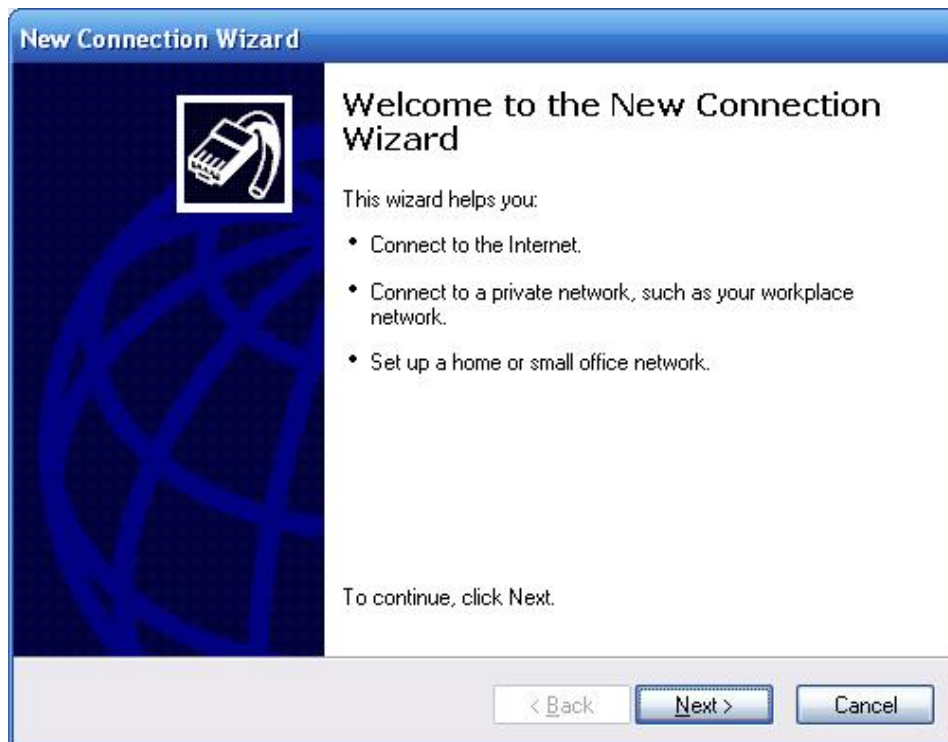 New Connection Wizard
Welcome to the New Connection
Wizard
This wizard helps you:
• Connect to the Internet.
• Connect to a private network, such as your workplace
network.
• Set up a home or small office network.
To continue, click Next.
< Back
Next >
Cancel